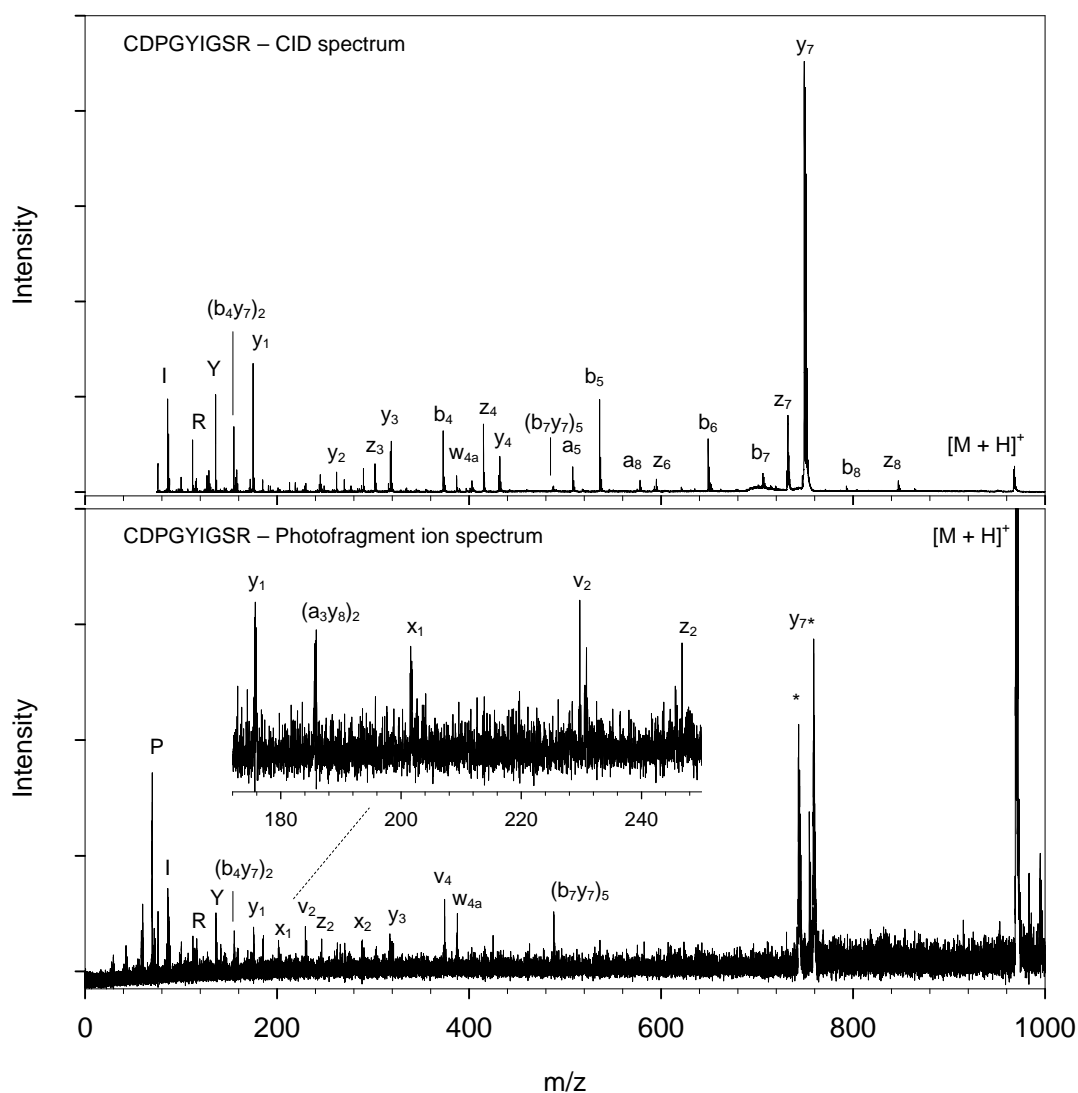 CDPGYIGSR – CID spectrum
y₇
Intensity
(b₄y₇)₂
y₁
I
Y
R
y₂
z₃
y₃
b₄
w₄ₐ
z₄
y₄
(b₇y₇)₅
a₅
b₅
a₈
z₆
b₆
b₇
z₇
b₈
z₈
[M + H]⁺
CDPGYIGSR – Photofragment ion spectrum
[M + H]⁺
y₁
(a₃y₈)₂
x₁
v₂
z₂
180 200 220 240
y₇*
*
Intensity
P
I
R
Y
(b₄y₇)₂
y₁
x₁
v₂
z₂
x₂
y₃
v₄
w₄ₐ
(b₇y₇)₅
0 200 400 600 800 1000
m/z